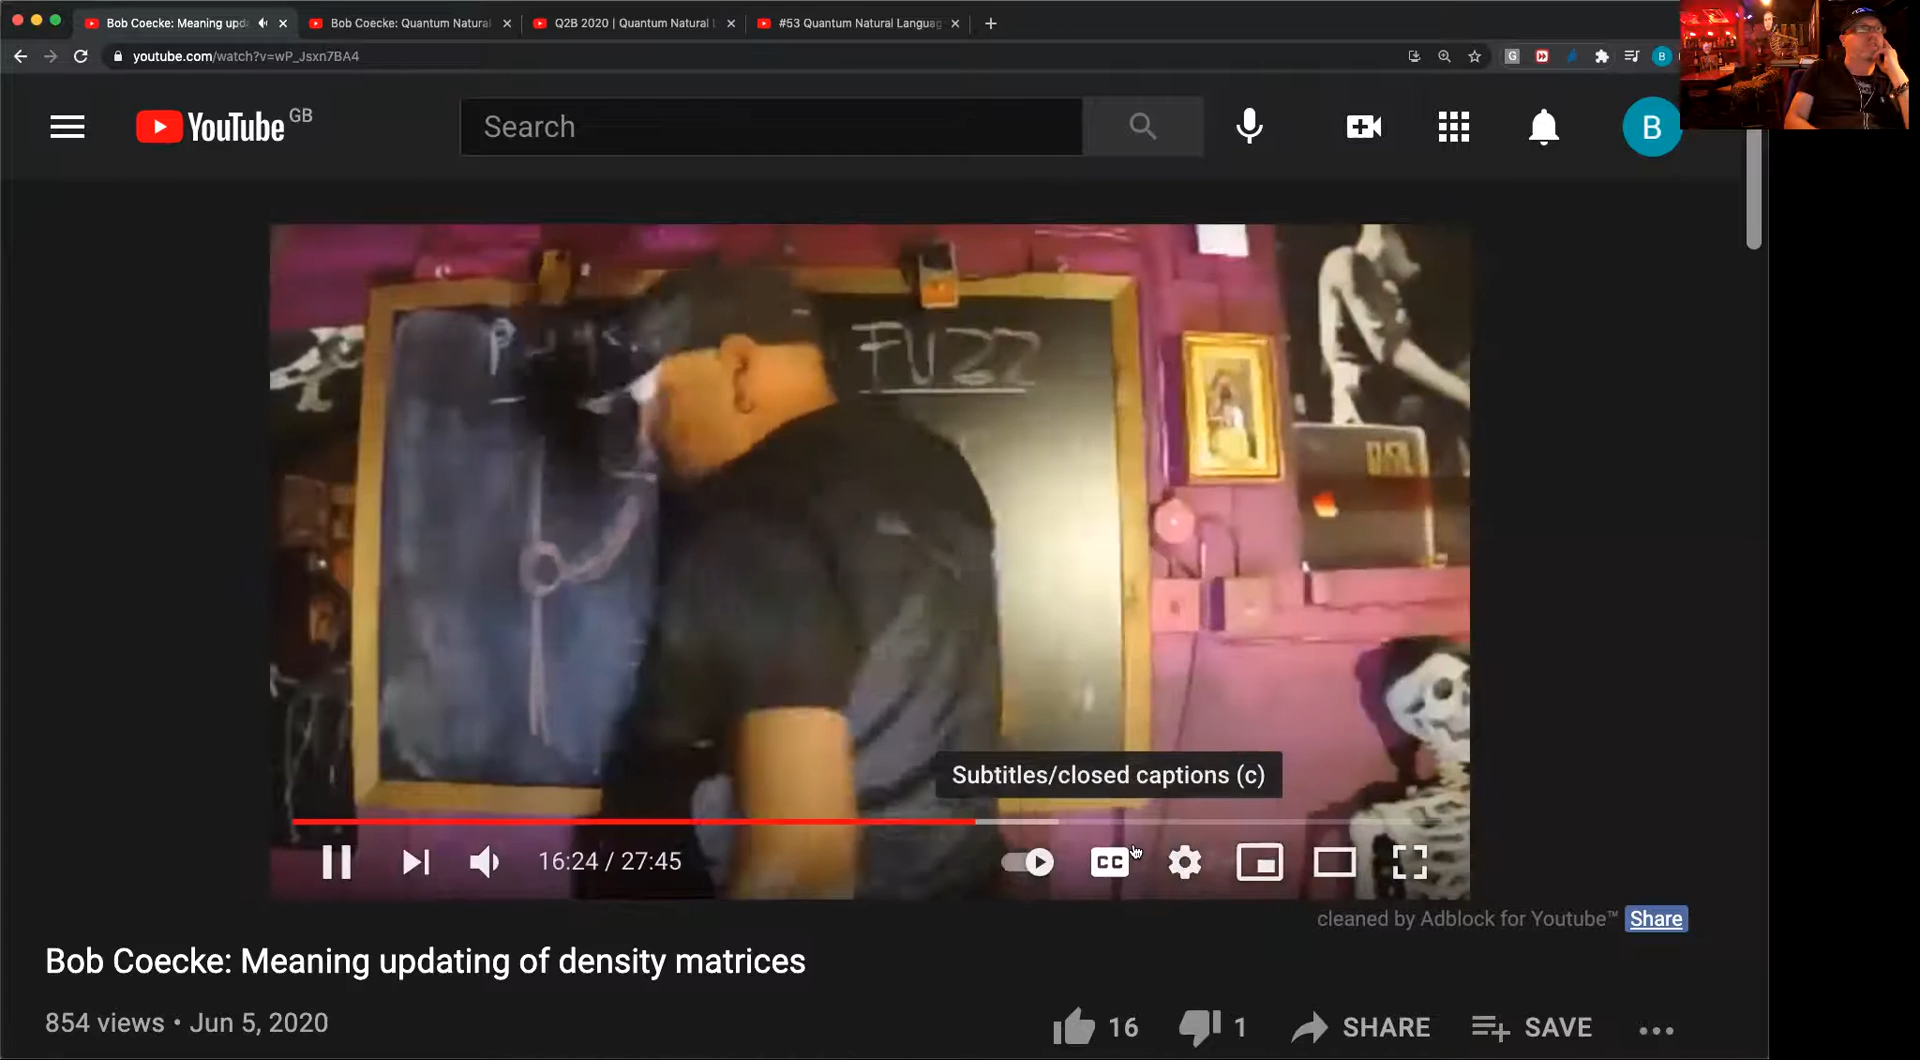 Bob Coecke: Meaning upda
Bob Coecke: Quantum Natural
Q2B 2020 | Quantum Natural L
#53 Quantum Natural Languag
youtube.com/watch?v=wP_Jsxn7BA4
G
B
YouTube GB
Search
B
FUZZ
Subtitles/closed captions (c)
16:24 / 27:45
CC
cleaned by Adblock for Youtube™ Share
Bob Coecke: Meaning updating of density matrices
854 views • Jun 5, 2020
16
1
SHARE
SAVE